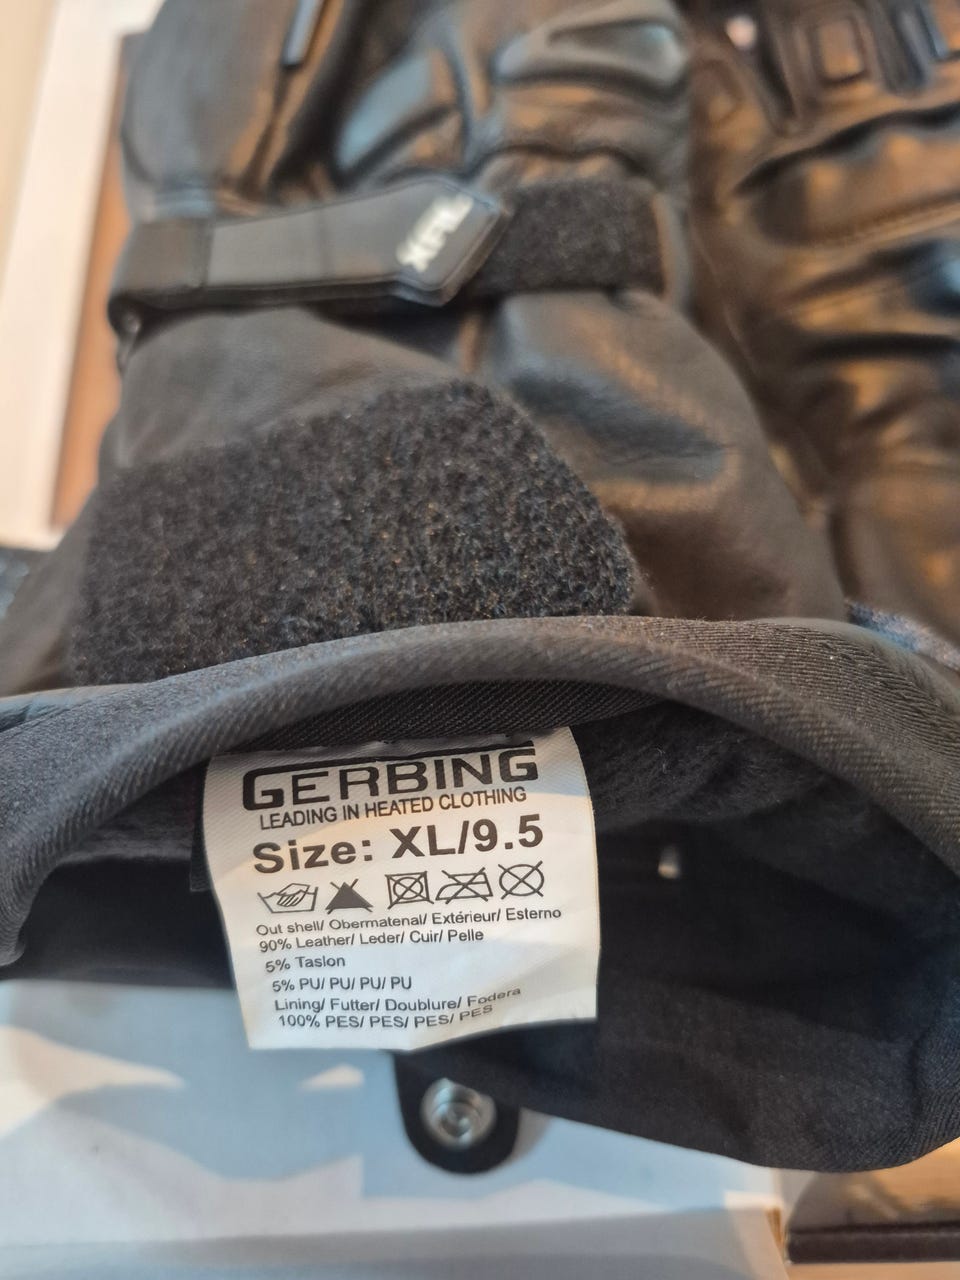 XRL
GERBING
LEADING IN HEATED CLOTHING
Size: XL/9.5
Out shell/ Obermatenal/ Extérieur/ Esterno
90% Leather/ Leder/ Cuir/ Pelle
5% Taslon
5% PU/ PU/ PU/ PU
Lining/ Futter/ Doublure/ Fodera
100% PES/ PES/ PES/ PES